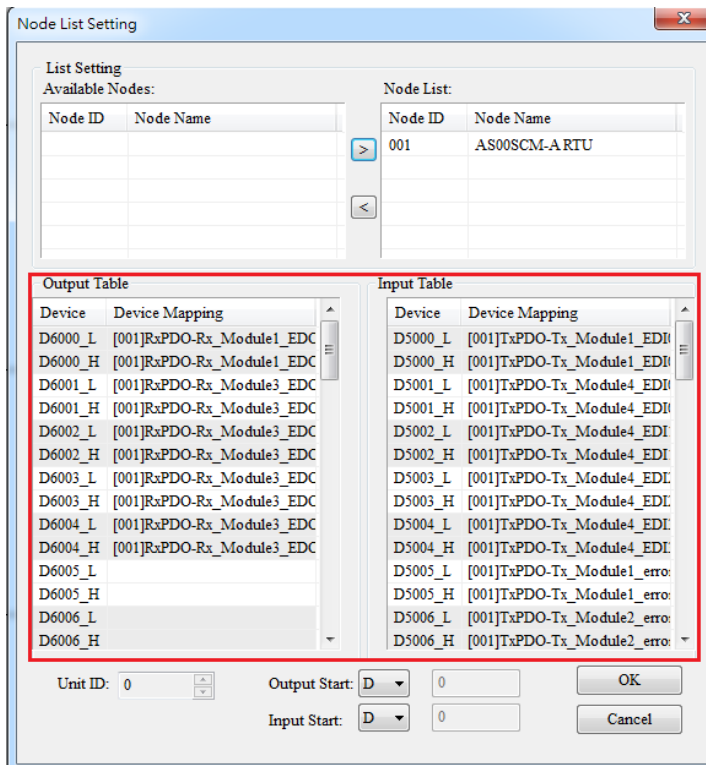 Node List Setting
List Setting
Available Nodes:
Node List:
Node ID Node Name
Node ID Node Name
001 AS00SCM-A RTU
>
<
Output Table
Device Device Mapping
D6000_L [001]RxPDO-Rx_Module1_EDC
D6000_H [001]RxPDO-Rx_Module1_EDC
D6001_L [001]RxPDO-Rx_Module3_EDC
D6001_H [001]RxPDO-Rx_Module3_EDC
D6002_L [001]RxPDO-Rx_Module3_EDC
D6002_H [001]RxPDO-Rx_Module3_EDC
D6003_L [001]RxPDO-Rx_Module3_EDC
D6003_H [001]RxPDO-Rx_Module3_EDC
D6004_L [001]RxPDO-Rx_Module3_EDC
D6004_H [001]RxPDO-Rx_Module3_EDC
D6005_L
D6005_H
D6006_L
D6006_H
Input Table
Device Device Mapping
D5000_L [001]TxPDO-Tx_Module1_EDI(
D5000_H [001]TxPDO-Tx_Module1_EDI(
D5001_L [001]TxPDO-Tx_Module4_EDI(
D5001_H [001]TxPDO-Tx_Module4_EDI(
D5002_L [001]TxPDO-Tx_Module4_EDI
D5002_H [001]TxPDO-Tx_Module4_EDI
D5003_L [001]TxPDO-Tx_Module4_EDI
D5003_H [001]TxPDO-Tx_Module4_EDI
D5004_L [001]TxPDO-Tx_Module4_EDI
D5004_H [001]TxPDO-Tx_Module4_EDI
D5005_L [001]TxPDO-Tx_Module1_erro
D5005_H [001]TxPDO-Tx_Module1_erro
D5006_L [001]TxPDO-Tx_Module2_erro
D5006_H [001]TxPDO-Tx_Module2_erro
Unit ID: 0
Output Start: D 0
OK
Input Start: D 0
Cancel